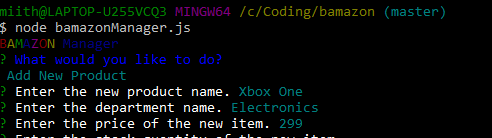 miith@LAPTOP-U255VCQ3 MINGW64 /c/Coding/bamazon (master)
$ node bamazonManager.js
BAMAZON Manager
? What would you like to do?
Add New Product
? Enter the new product name. Xbox One
? Enter the department name. Electronics
? Enter the price of the new item. 299
? Enter the stock quantity of the new item